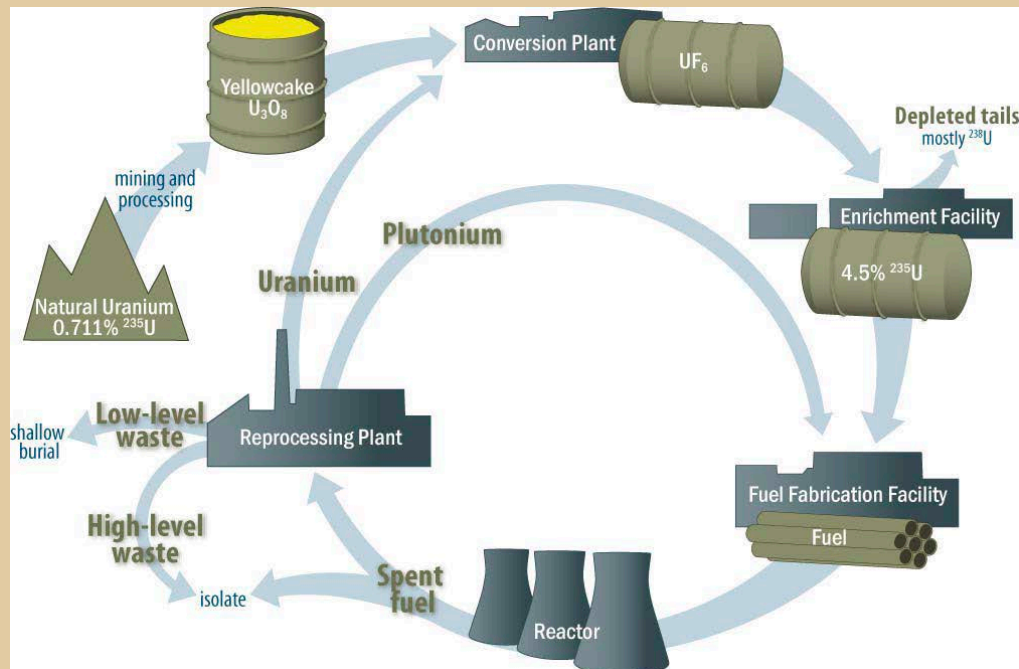 Yellowcake
U₃O₈
Conversion Plant
UF₆
Depleted tails
mostly ²³⁸U
mining and
processing
Enrichment Facility
4.5% ²³⁵U
Plutonium
Uranium
Natural Uranium
0.711% ²³⁵U
Low-level
waste
shallow
burial
Reprocessing Plant
Fuel Fabrication Facility
Fuel
High-level
waste
Spent
fuel
isolate
Reactor